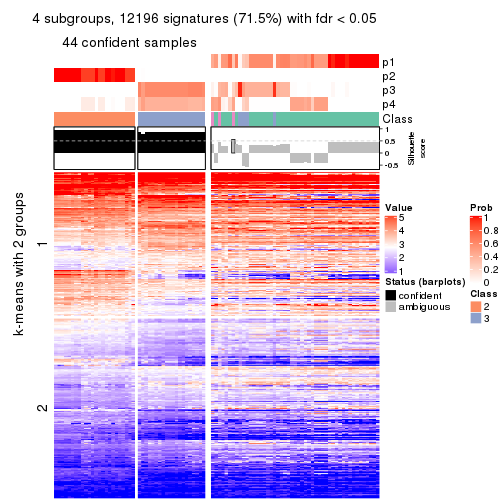 4 subgroups, 12196 signatures (71.5%) with fdr < 0.05
44 confident samples
p1
p2
p3
p4
Class
1
0.5
0
-0.5
Silhouette
score
k-means with 2 groups
1
2
Value
5
4
3
2
1
Status (barplots)
confident
ambiguous
Prob
1
0.8
0.6
0.4
0.2
0
Class
2
3